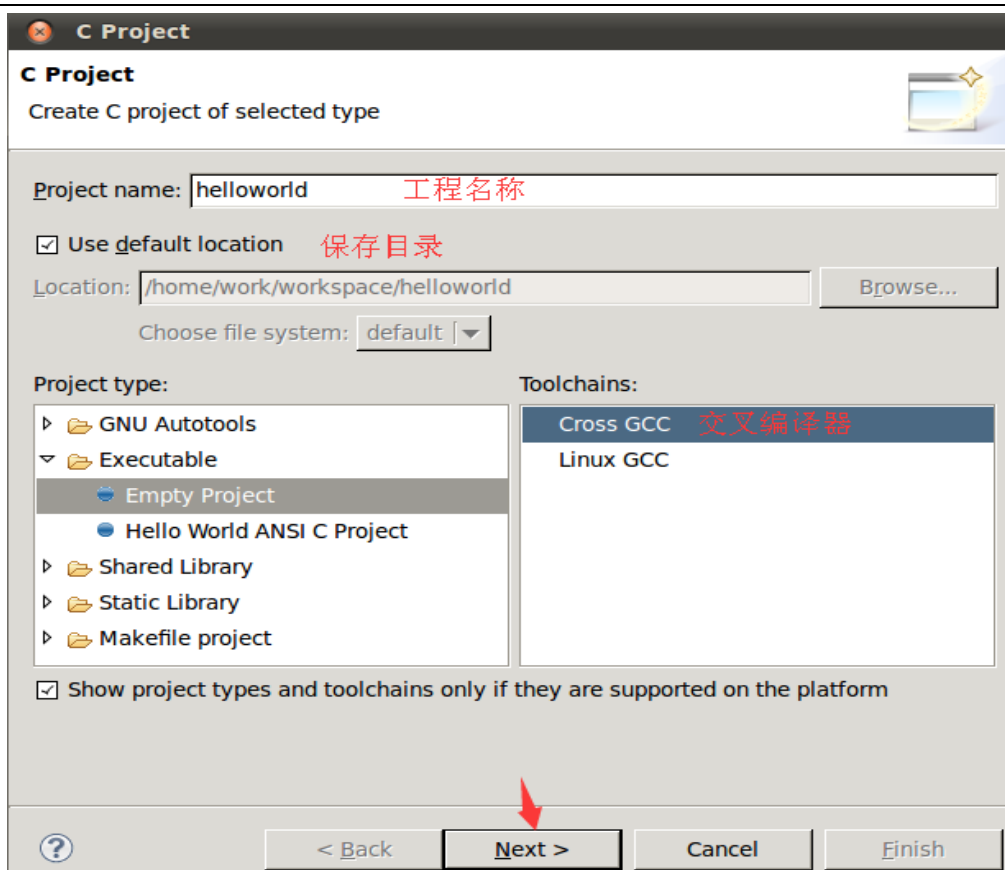 C Project
C Project
Create C project of selected type
Project name: helloworld 工程名称
Use default location 保存目录
Location: /home/work/workspace/helloworld Browse...
Choose file system: default
Project type: Toolchains:
GNU Autotools Cross GCC 交叉编译器
Executable Linux GCC
Empty Project
Hello World ANSI C Project
Shared Library
Static Library
Makefile project
Show project types and toolchains only if they are supported on the platform
? < Back Next > Cancel Finish